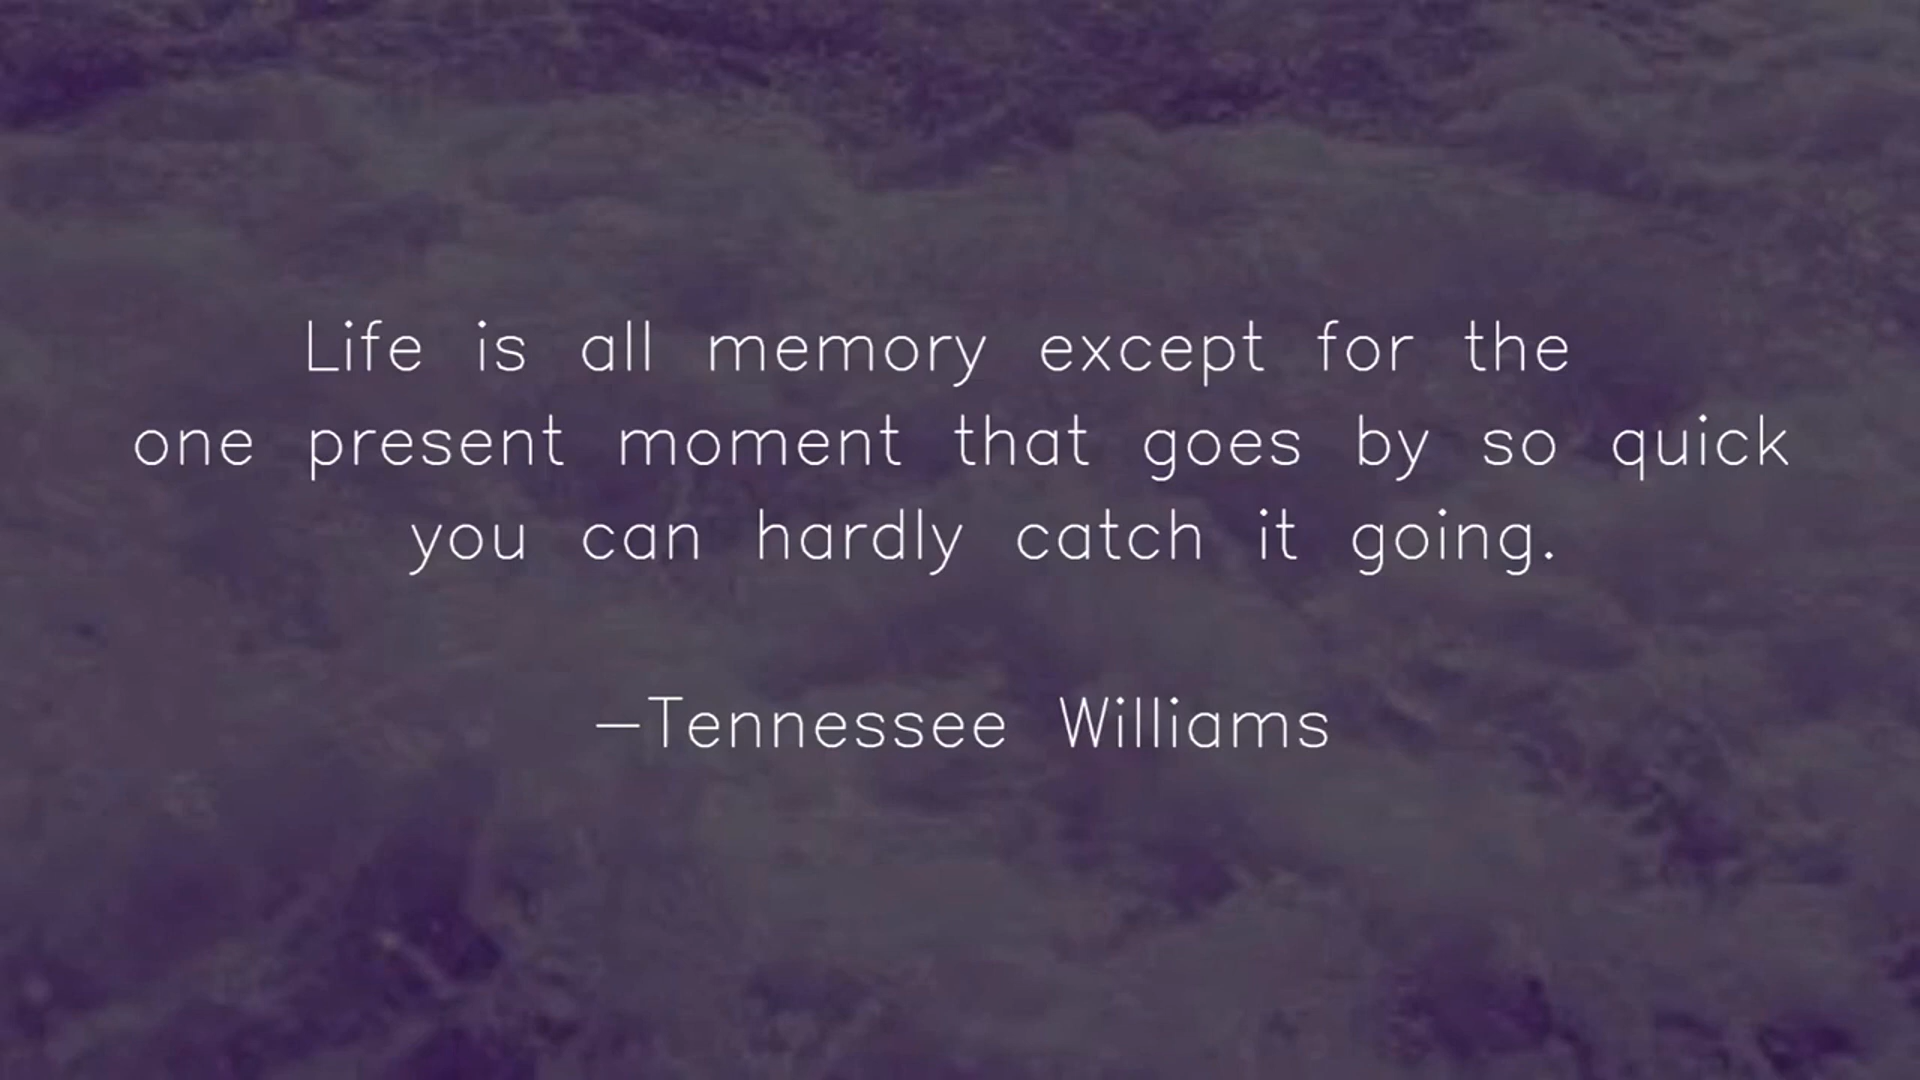 Life is all memory except for the
one present moment that goes by so quick
you can hardly catch it going.
—Tennessee Williams